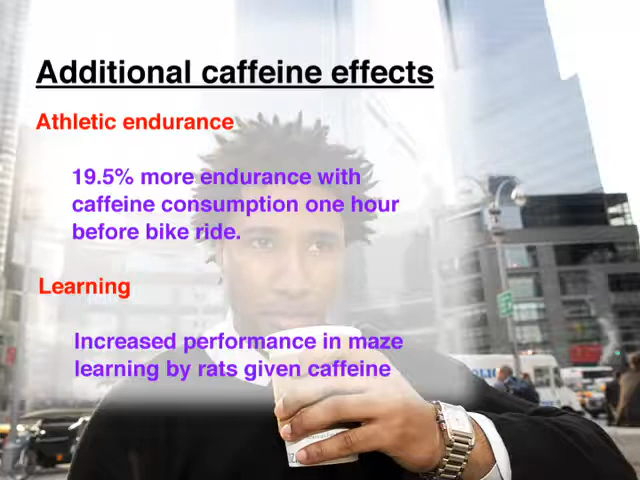 Additional caffeine effects
Athletic endurance
19.5% more endurance with
caffeine consumption one hour
before bike ride.
Learning
Increased performance in maze
learning by rats given caffeine
POLICE